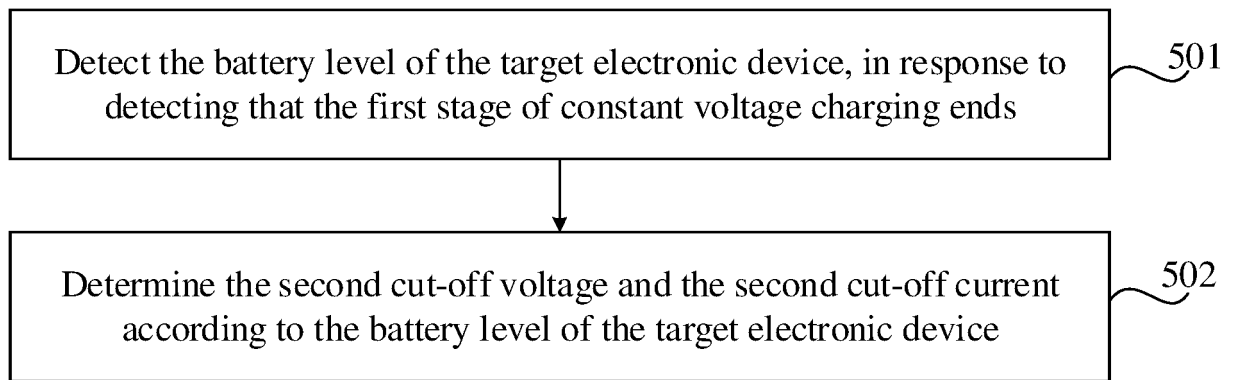 Detect the battery level of the target electronic device, in response to
detecting that the first stage of constant voltage charging ends
501
Determine the second cut-off voltage and the second cut-off current
according to the battery level of the target electronic device
502